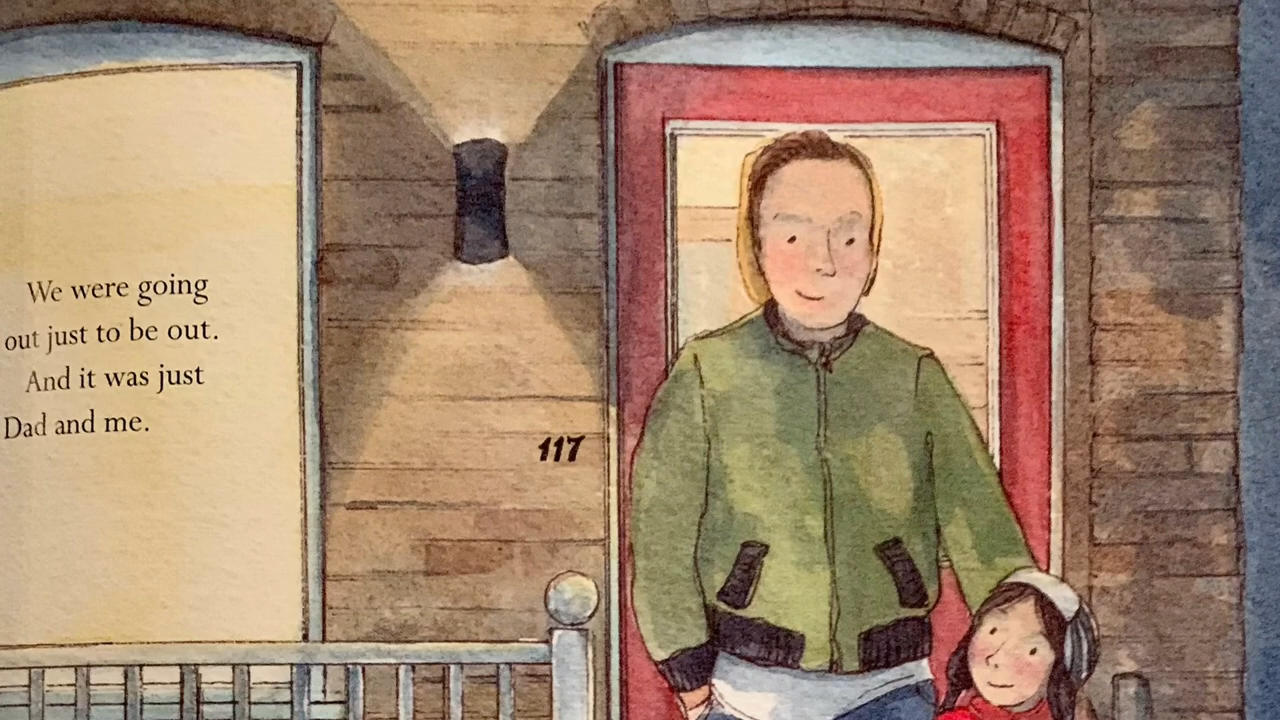 We were going
out just to be out.
And it was just
Dad and me.
117